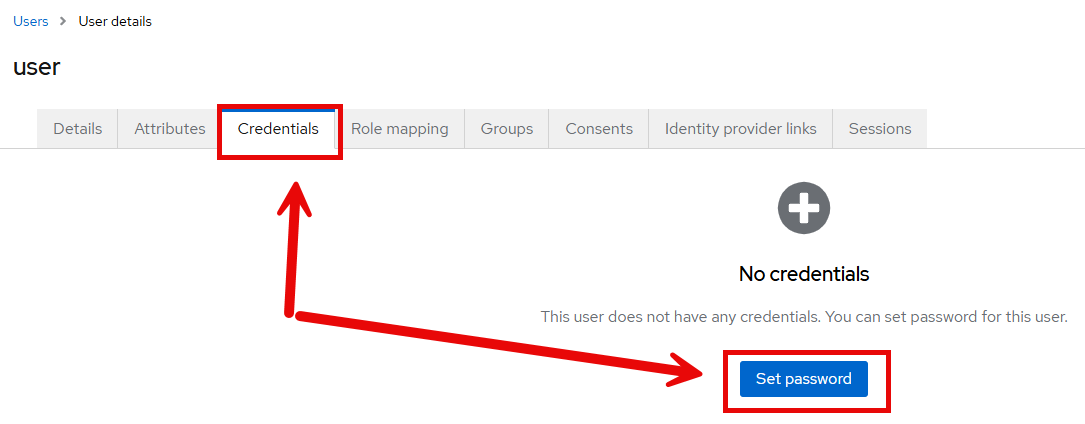 Users > User details
user
Details Attributes Credentials Role mapping Groups Consents Identity provider links Sessions
No credentials
This user does not have any credentials. You can set password for this user.
Set password